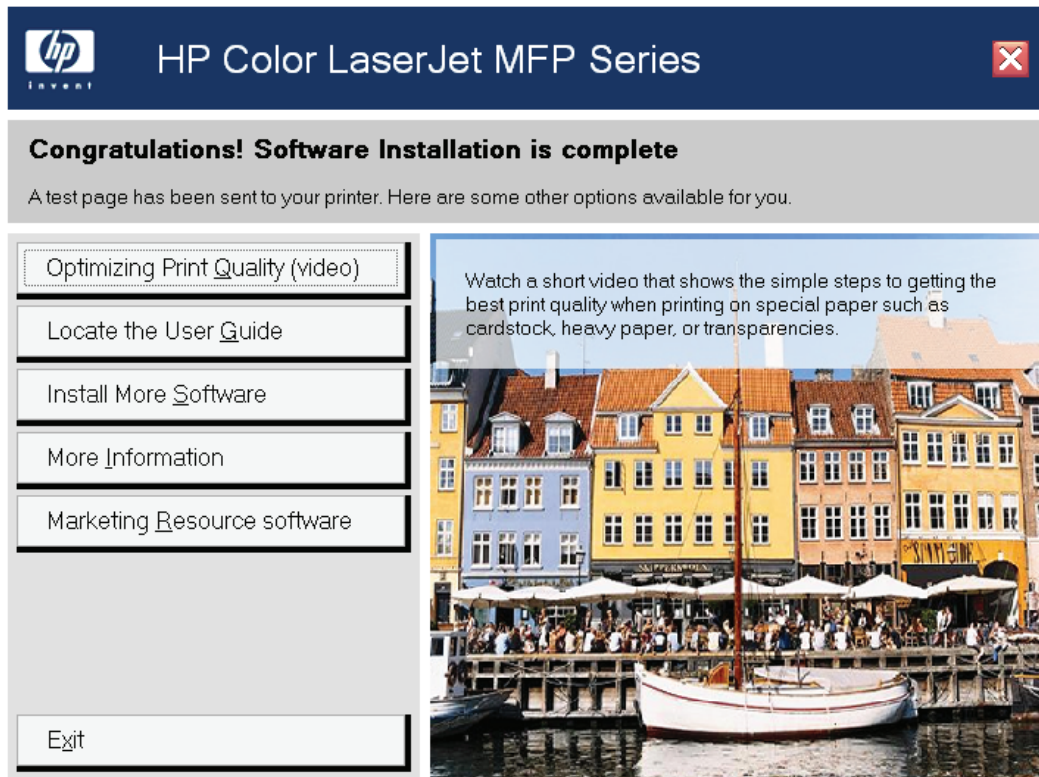 hp
invent
HP Color LaserJet MFP Series
Congratulations! Software Installation is complete
A test page has been sent to your printer. Here are some other options available for you.
Optimizing Print Quality (video)
Locate the User Guide
Install More Software
More Information
Marketing Resource software
Exit
Watch a short video that shows the simple steps to getting the
best print quality when printing on special paper such as
cardstock, heavy paper, or transparencies.